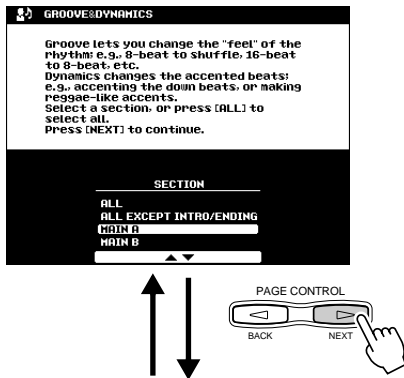 GROOVE&DYNAMICS
Groove lets you change the "feel" of the
rhythm; e.g., 8-beat to shuffle, 16-beat
to 8-beat, etc.
Dynamics changes the accented beats;
e.g., accenting the down beats, or making
reggae-like accents.
Select a section, or press [ALL] to
select all.
Press [NEXT] to continue.
SECTION
ALL
ALL EXCEPT INTRO/ENDING
MAIN A
MAIN B
PAGE CONTROL
BACK NEXT